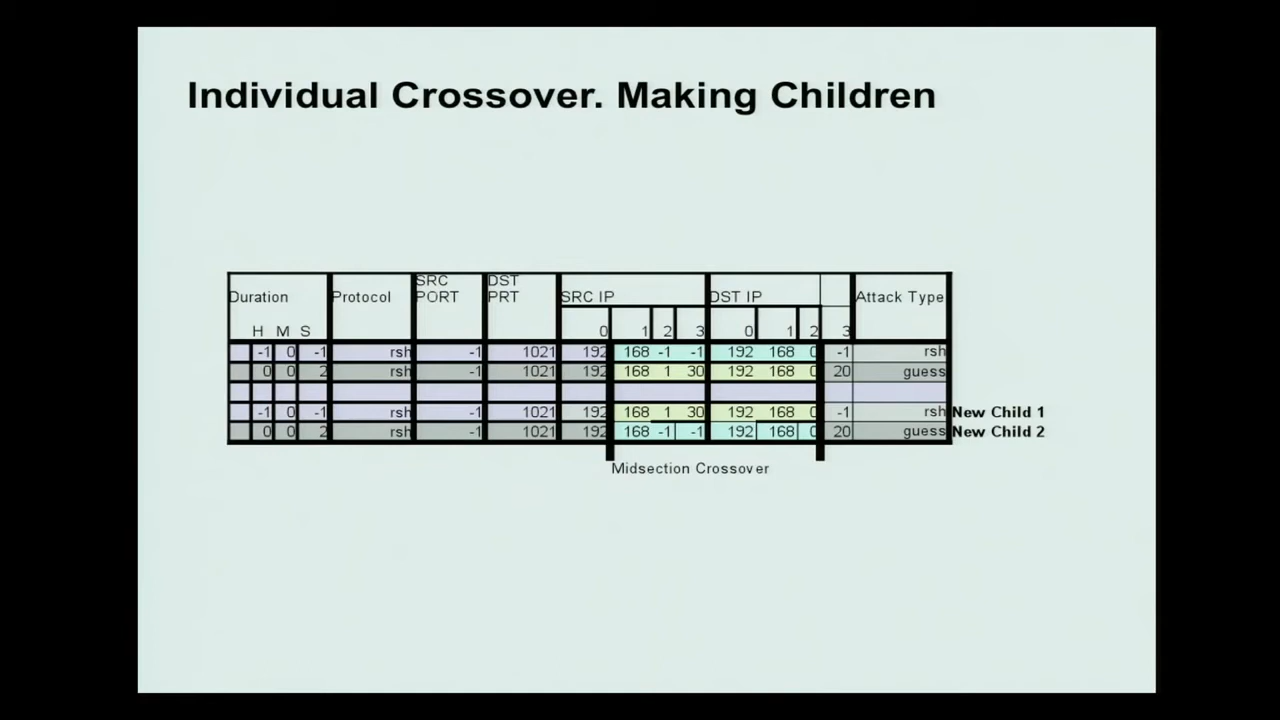 Individual Crossover. Making Children
SRC DST
Duration Protocol PORT PRT SRC IP DST IP Attack Type
H M S 0 1 2 3 0 1 2 3
-1 0 -1 rsh -1 1021 192 168 -1 -1 192 168 0 -1 rsh
0 0 2 rsh -1 1021 192 168 1 30 192 168 0 20 guess
-1 0 -1 rsh -1 1021 192 168 1 30 192 168 0 -1 rsh New Child 1
0 0 2 rsh -1 1021 192 168 -1 -1 192 168 0 20 guess New Child 2
Midsection Crossover